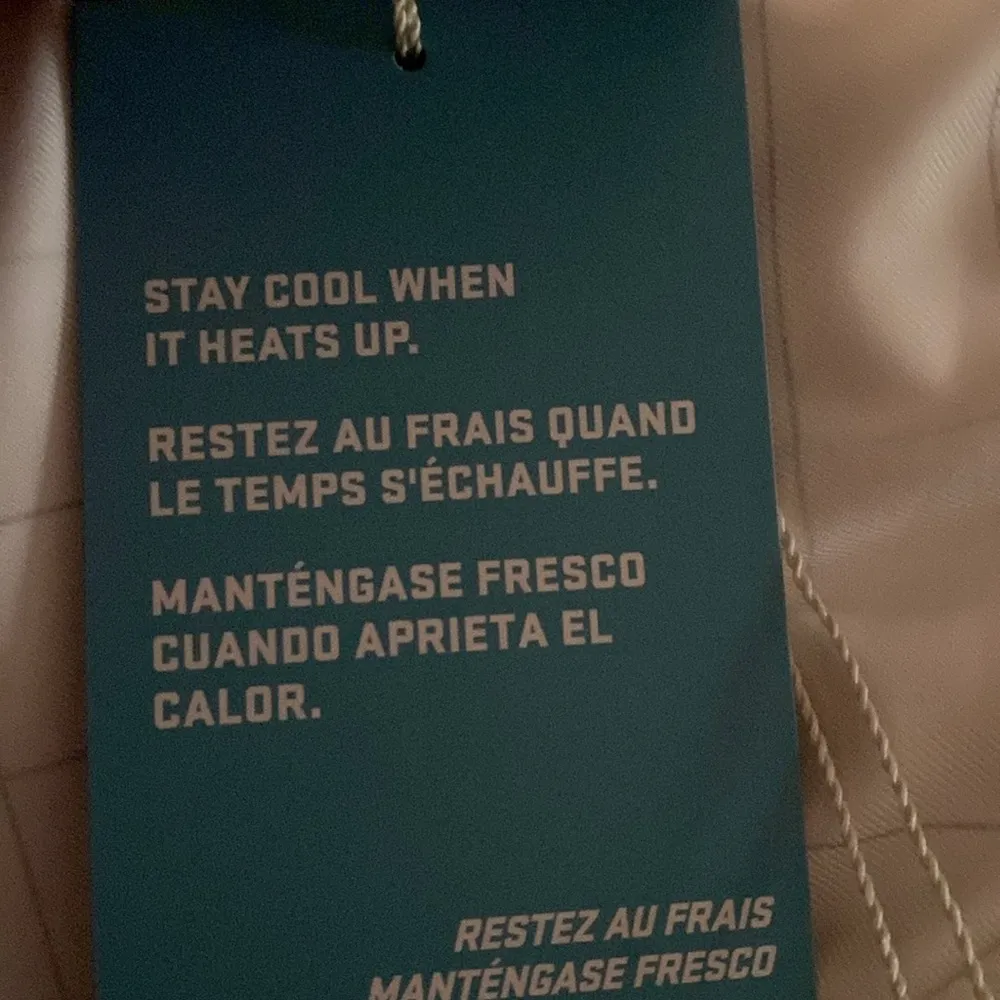 STAY COOL WHEN
IT HEATS UP.
RESTEZ AU FRAIS QUAND
LE TEMPS S'ÉCHAUFFE.
MANTÉNGASE FRESCO
CUANDO APRIETA EL
CALOR.
RESTEZ AU FRAIS
MANTÉNGASE FRESCO